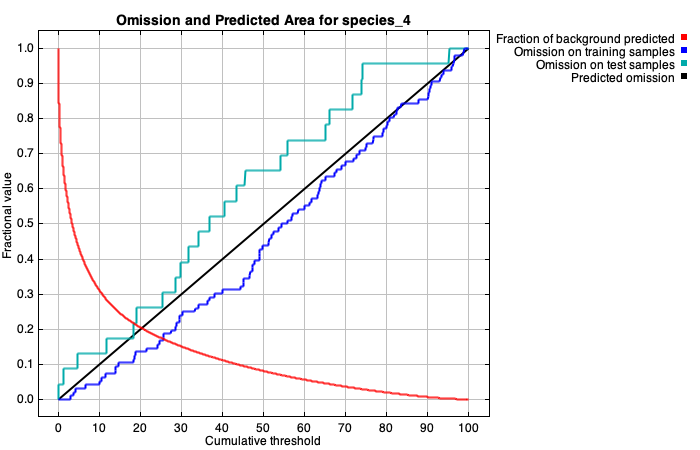 Omission and Predicted Area for species_4
Fraction of background predicted
Omission on training samples
Omission on test samples
Predicted omission
Fractional value
1.0
0.9
0.8
0.7
0.6
0.5
0.4
0.3
0.2
0.1
0.0
0 10 20 30 40 50 60 70 80 90 100
Cumulative threshold